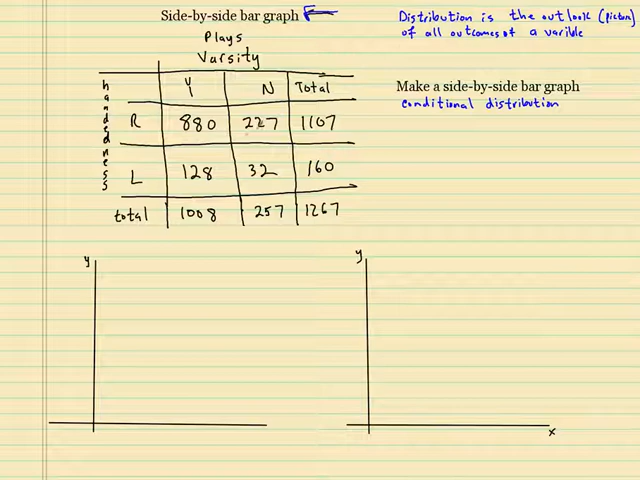 Side-by-side bar graph
Distribution is the outlook (picture)
of all outcomes of a varible
Plays
Varsity
Make a side-by-side bar graph
conditional distribution
handedness
Y N Total
R 880 227 1107
L 128 32 160
total 1008 257 1267
y
y
x